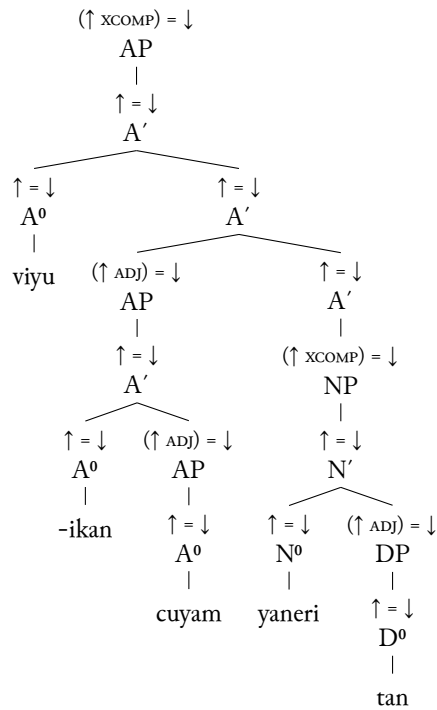 (↑ XCOMP) = ↓
AP
↑ = ↓
A′
↑ = ↓ ↑ = ↓
A⁰ A′
viyu (↑ ADJ) = ↓ ↑ = ↓
AP A′
↑ = ↓ (↑ XCOMP) = ↓
A′ NP
↑ = ↓ (↑ ADJ) = ↓ ↑ = ↓
A⁰ AP N′
-ikan ↑ = ↓ ↑ = ↓ (↑ ADJ) = ↓
A⁰ N⁰ DP
cuyam yaneri ↑ = ↓
D⁰
tan